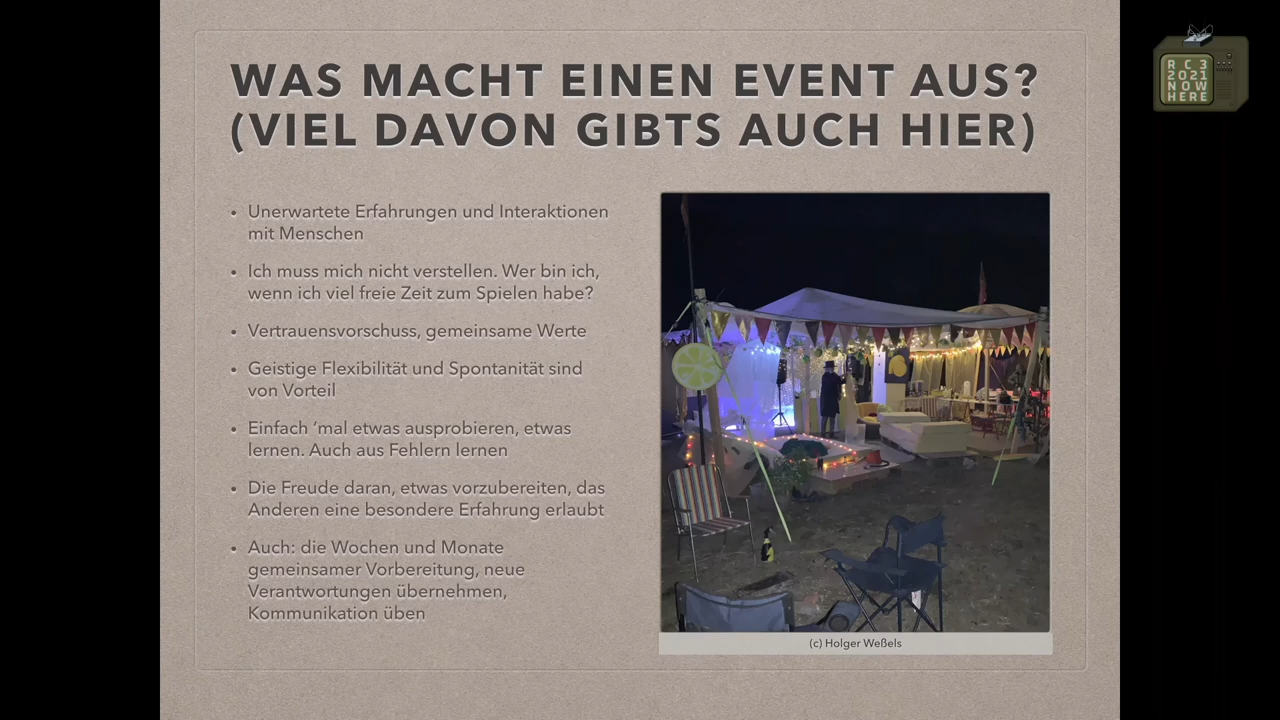 WAS MACHT EINEN EVENT AUS?
(VIEL DAVON GIBTS AUCH HIER)
• Unerwartete Erfahrungen und Interaktionen
mit Menschen
• Ich muss mich nicht verstellen. Wer bin ich,
wenn ich viel freie Zeit zum Spielen habe?
• Vertrauensvorschuss, gemeinsame Werte
• Geistige Flexibilität und Spontanität sind
von Vorteil
• Einfach ‘mal etwas ausprobieren, etwas
lernen. Auch aus Fehlern lernen
• Die Freude daran, etwas vorzubereiten, das
Anderen eine besondere Erfahrung erlaubt
• Auch: die Wochen und Monate
gemeinsamer Vorbereitung, neue
Verantwortungen übernehmen,
Kommunikation üben
(c) Holger Weßels
RC3
2021
NOW
HERE